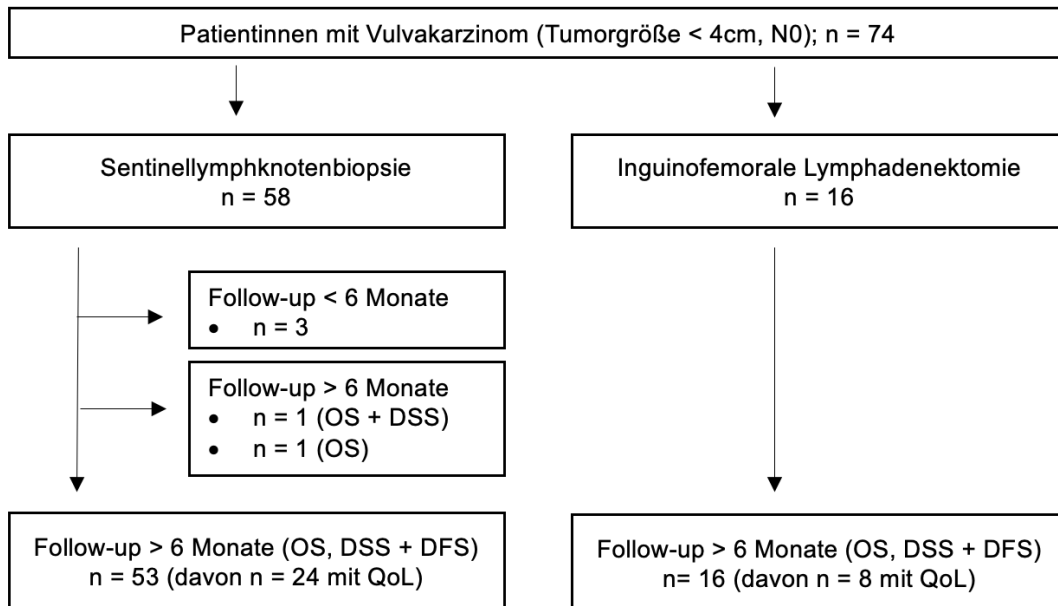 Patientinnen mit Vulvakarzinom (Tumorgröße < 4cm, N0); n = 74
Sentinellymphknotenbiopsie
n = 58
Inguinofemorale Lymphadenektomie
n = 16
Follow-up < 6 Monate
• n = 3
Follow-up > 6 Monate
• n = 1 (OS + DSS)
• n = 1 (OS)
Follow-up > 6 Monate (OS, DSS + DFS)
n = 53 (davon n = 24 mit QoL)
Follow-up > 6 Monate (OS, DSS + DFS)
n= 16 (davon n = 8 mit QoL)